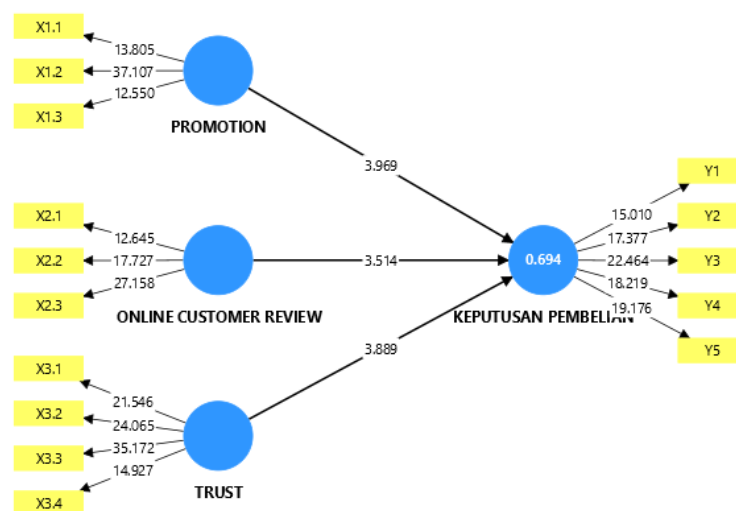 X1.1
13.805
X1.2
37.107
12.550
X1.3
PROMOTION
3.969
X2.1
12.645
X2.2
17.727
27.158
X2.3
ONLINE CUSTOMER REVIEW
3.514
X3.1
21.546
X3.2
24.065
35.172
X3.3
14.927
X3.4
TRUST
3.889
0.694
KEPUTUSAN PEMBELIAN
Y1
15.010
Y2
17.377
22.464
Y3
18.219
Y4
19.176
Y5